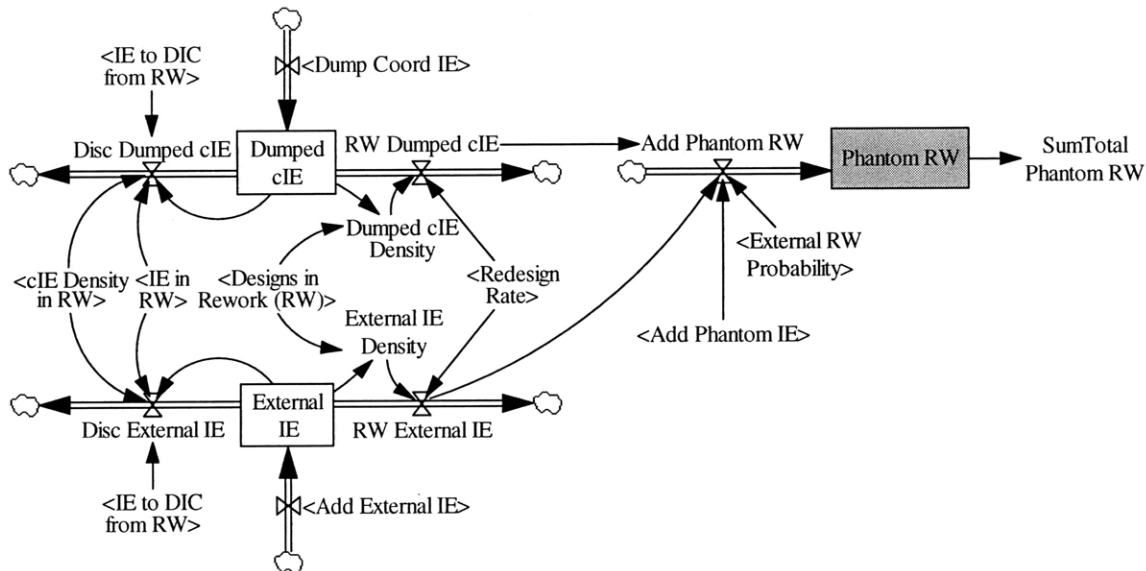 <IE to DIC
from RW>
<Dump Coord IE>
Disc Dumped cIE
Dumped
cIE
RW Dumped cIE
Add Phantom RW
Phantom RW
SumTotal
Phantom RW
Dumped cIE
Density
<External RW
Probability>
<cIE Density
in RW>
<IE in
RW>
<Designs in
Rework (RW)>
<Redesign
Rate>
External IE
Density
<Add Phantom IE>
External
IE
Disc External IE
RW External IE
<IE to DIC
from RW>
<Add External IE>